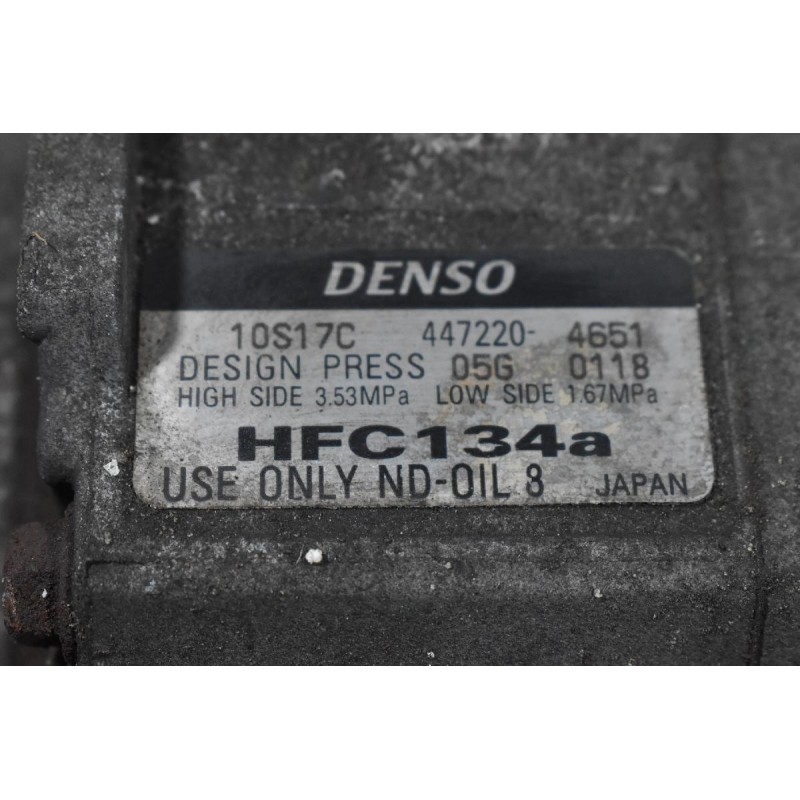 DENSO
10S17C 447220- 4651
DESIGN PRESS 05G 0118
HIGH SIDE 3.53MPa LOW SIDE 1.67MPa
HFC134a
USE ONLY ND-OIL 8 JAPAN